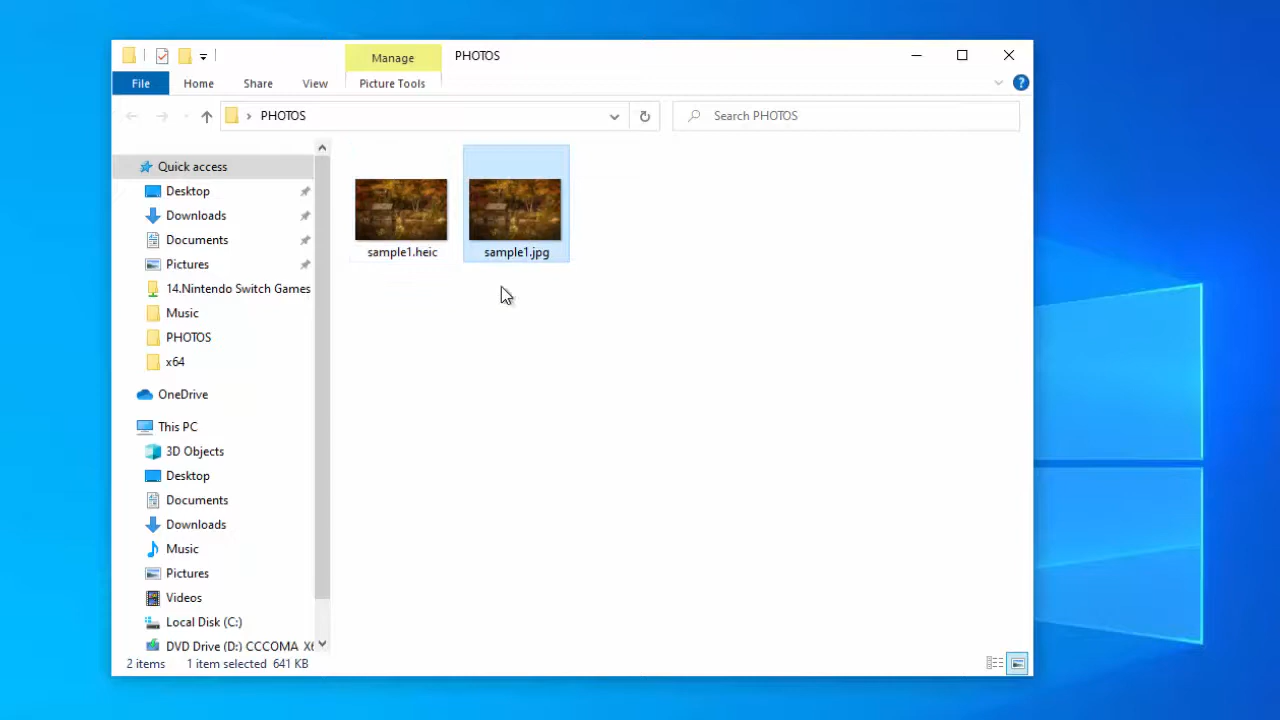 Manage
PHOTOS
File
Home
Share
View
Picture Tools
PHOTOS
Search PHOTOS
Quick access
Desktop
Downloads
Documents
Pictures
14.Nintendo Switch Games
Music
PHOTOS
x64
OneDrive
This PC
3D Objects
Desktop
Documents
Downloads
Music
Pictures
Videos
Local Disk (C:)
DVD Drive (D:) CCCOMA X6
sample1.heic
sample1.jpg
2 items
1 item selected 641 KB